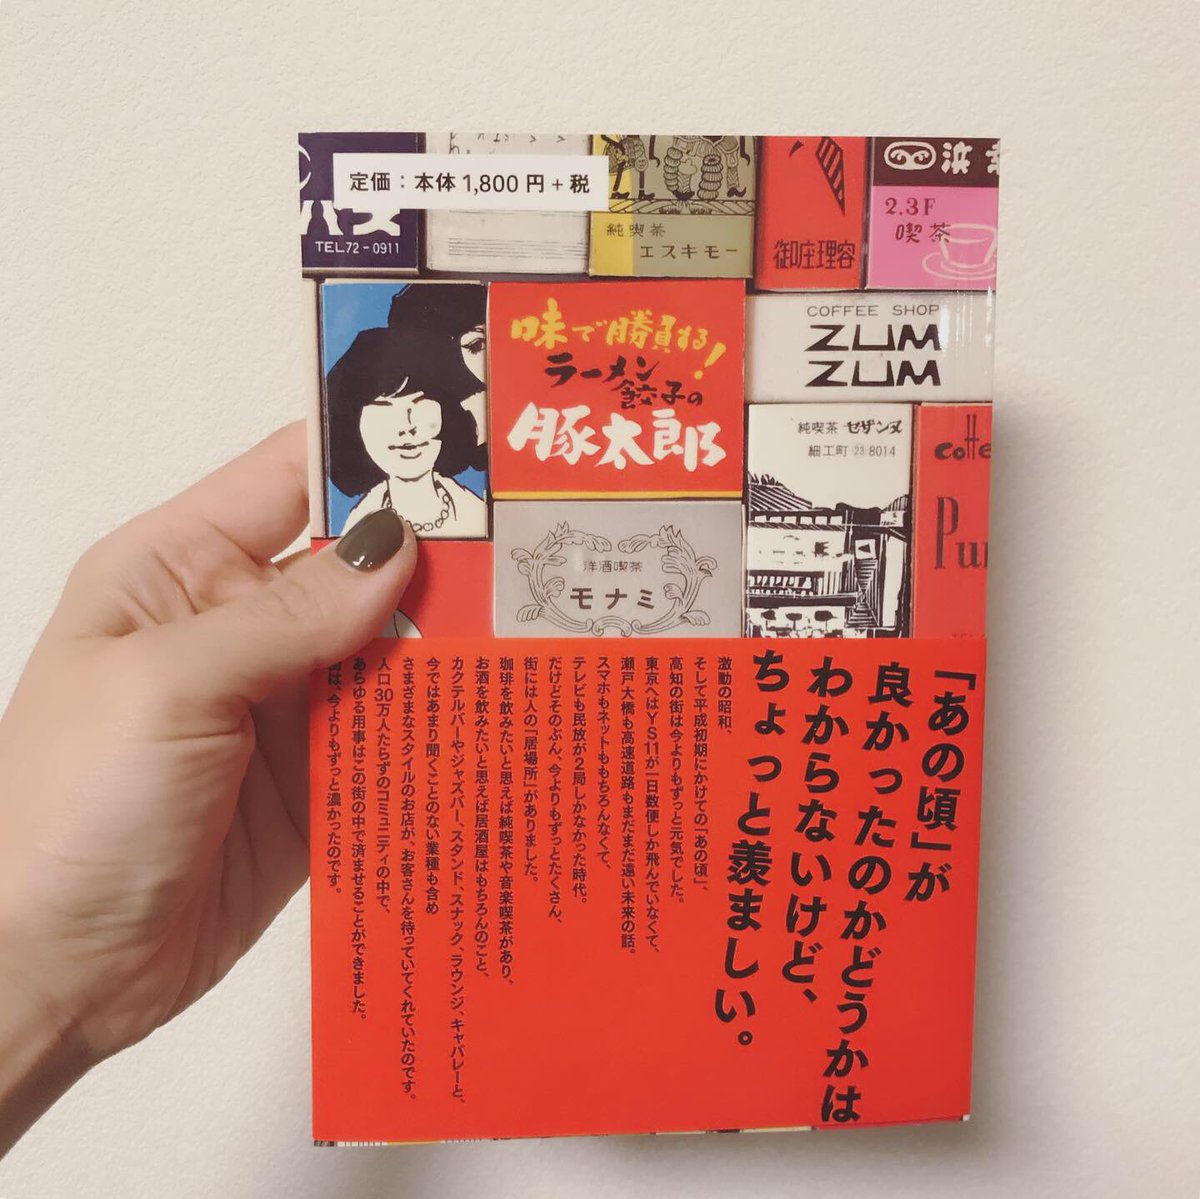 定価：本体1,800円+税
TEL72-0911
純喫茶
エスキモー
御座理容
浜
2.3F
喫茶
味で勝負する!
ラーメン
餃子の
豚太郎
COFFEE SHOP
ZUM
ZUM
純喫茶 セザンヌ
細工町 (23) 8014
洋酒喫茶
モナミ
「あの頃」が
良かったのかどうかは
わからないけど、
ちょっと羨ましい。
激動の昭和、
そして平成初期にかけての「あの頃」、
高知の街は今よりもずっと元気でした。
東京へはYS11が一日数便しか飛んでいなくて、
瀬戸大橋も高速道路もまだまだ遠い未来の話。
スマホもネットももちろんなくて、
テレビも民放が2局しかなかった時代。
だけどそのぶん、今よりもずっとたくさん、
街には人の「居場所」がありました。
珈琲を飲みたいと思えば純喫茶や音楽喫茶があり、
お酒を飲みたいと思えば居酒屋はもちろんのこと、
カクテルバーやジャズバー、スタンド、スナック、ラウンジ、キャバレーと、
今ではあまり聞くことのない業種も含め
さまざまなスタイルのお店が、お客さんを待っていてくれていたのです。
人口30万人たらずのコミュニティの中で、
あらゆる用事はこの街の中で済ませることができました。
街は、今よりもずっと濃かったのです。